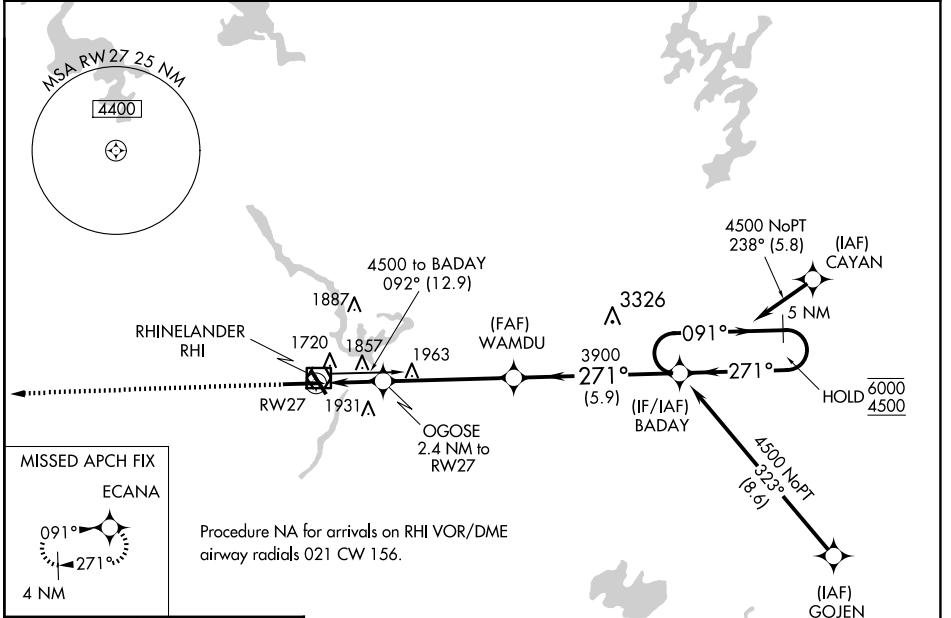 MSA RW27 25 NM
4400
4500 NoPT
238° (5.8)
(IAF)
CAYAN
5 NM
4500 to BADAY
092° (12.9)
1887
3326
(FAF)
WAMDU
091°
RHINELANDER
RHI
1720
1857
1963
3900
271°
(5.9)
271°
HOLD 6000
4500
RW27
1931
(IF/IAF)
BADAY
OGOSE
2.4 NM to
RW27
4500 NoPT
323°
(8.6)
MISSED APCH FIX
ECANA
091°
271°
4 NM
Procedure NA for arrivals on RHI VOR/DME
airway radials 021 CW 156.
(IAF)
GOJEN